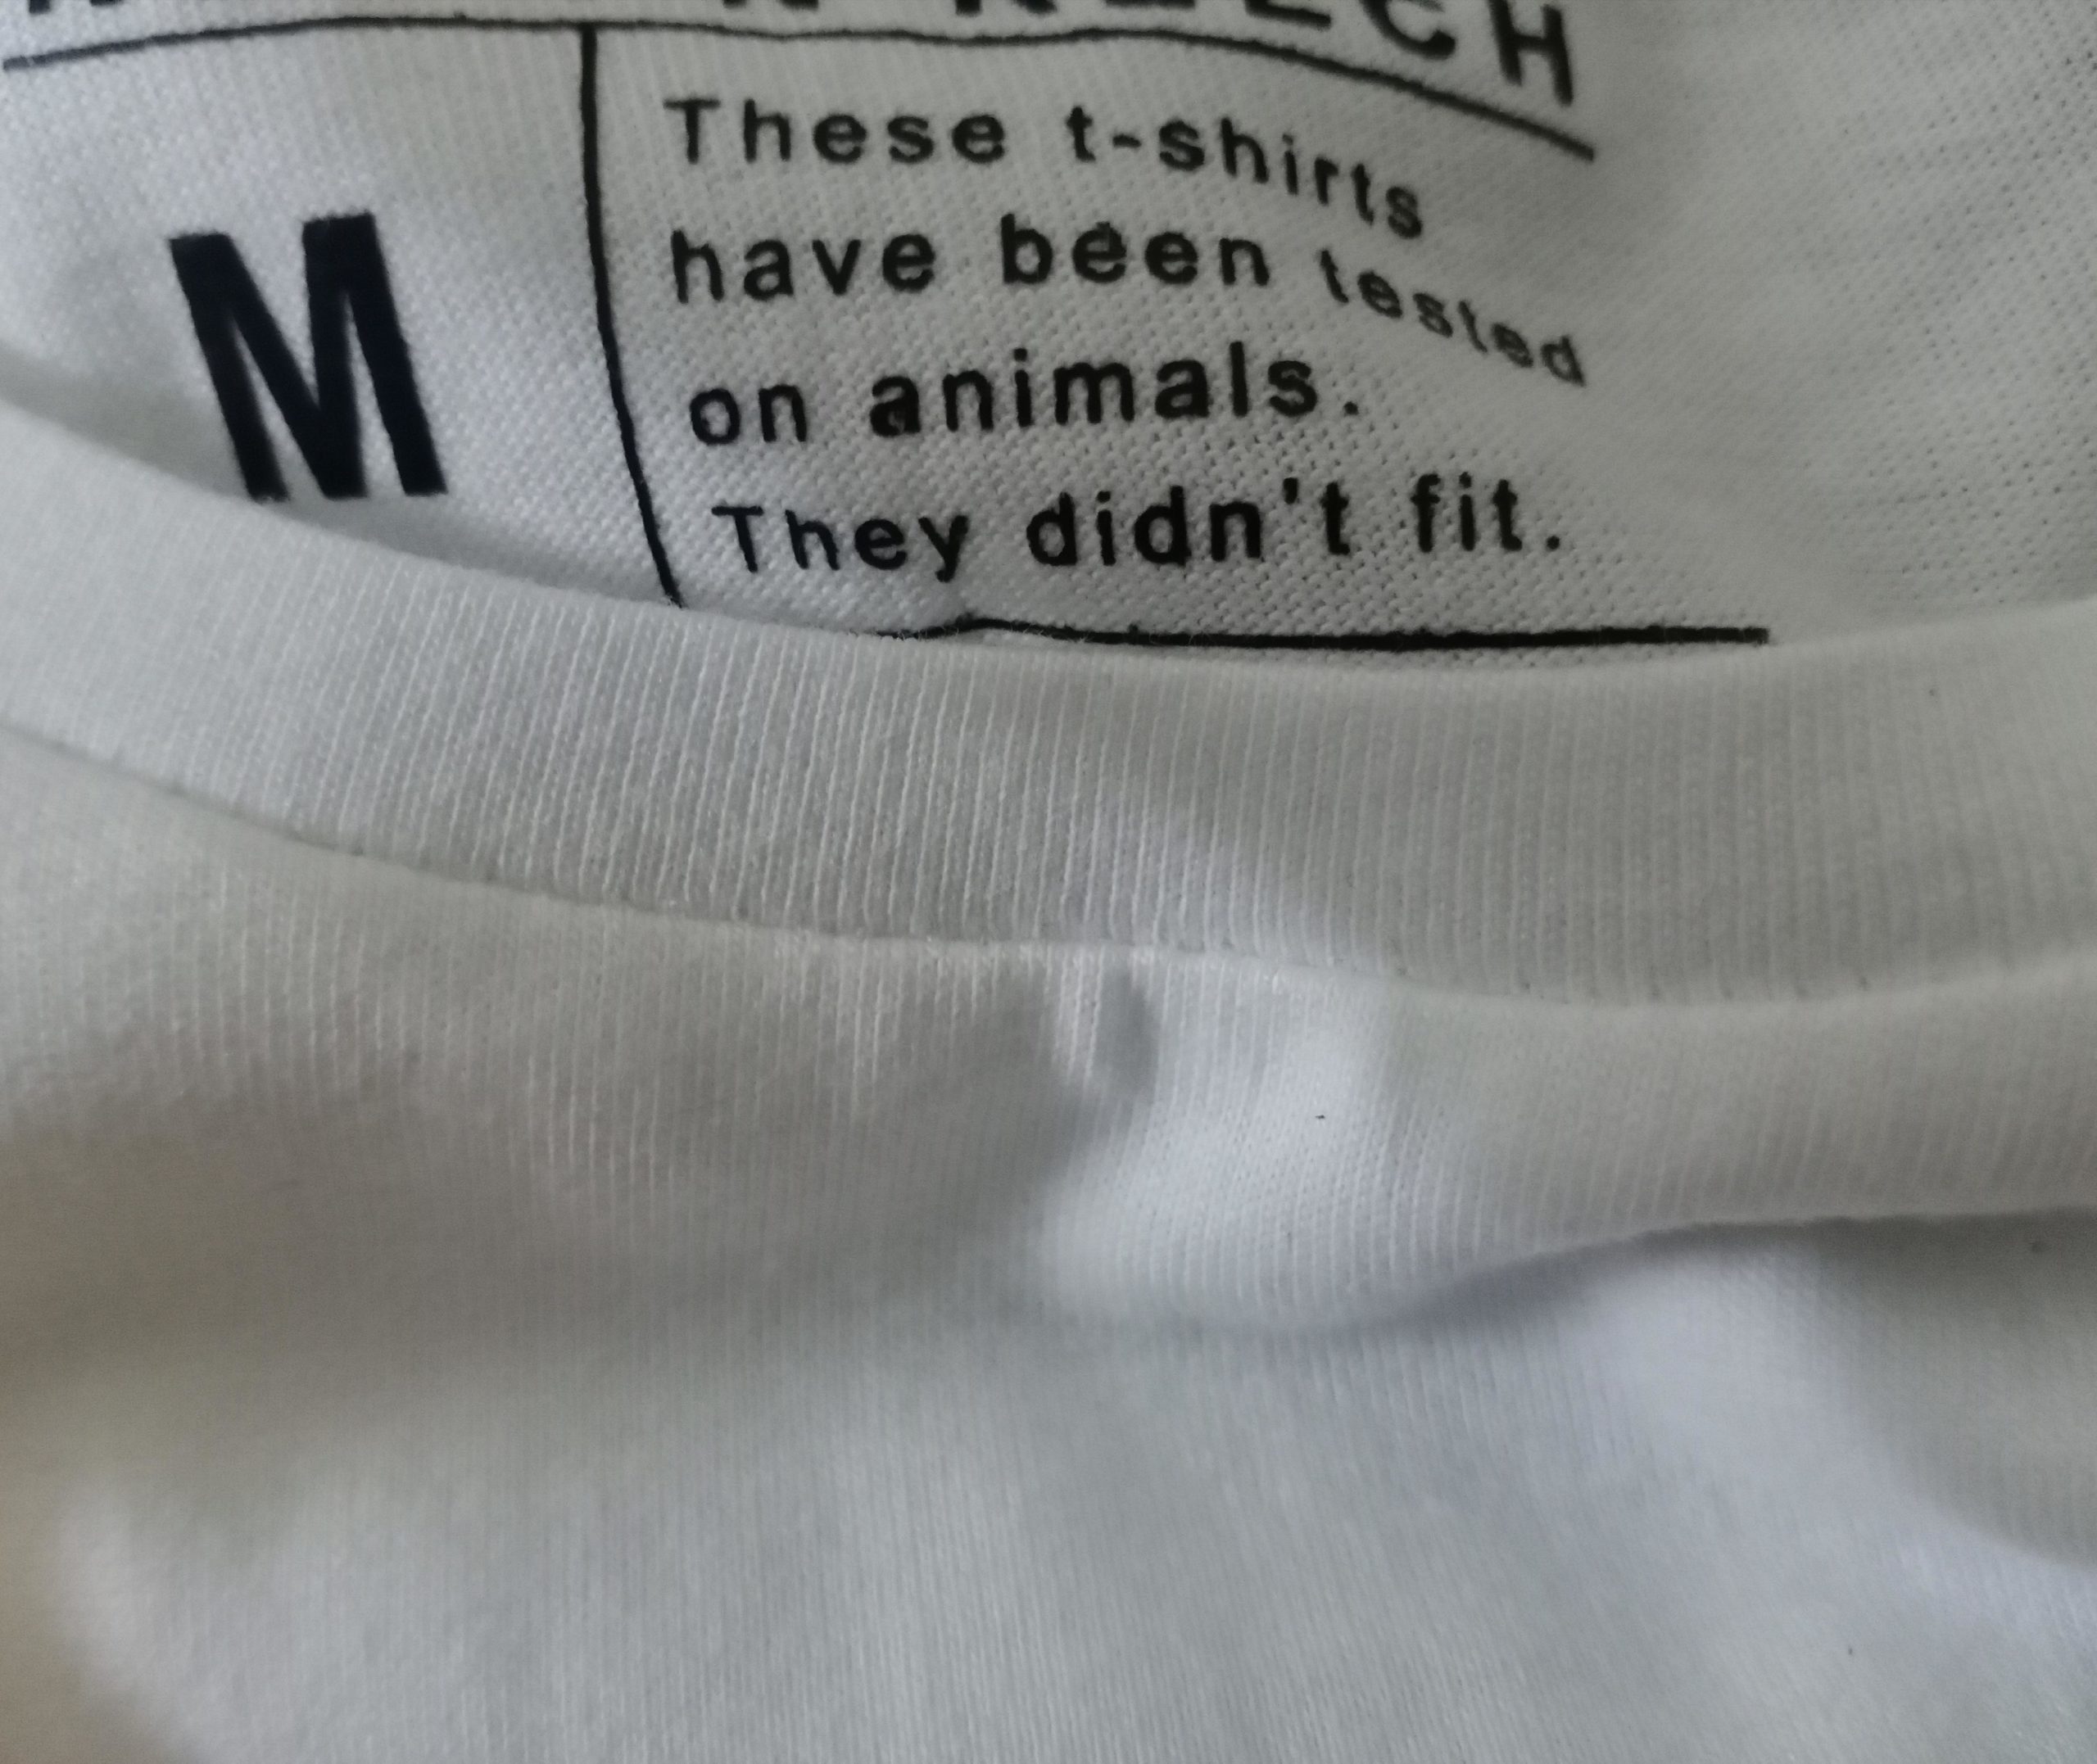 M
These t-shirts
have been tested
on animals.
They didn't fit.